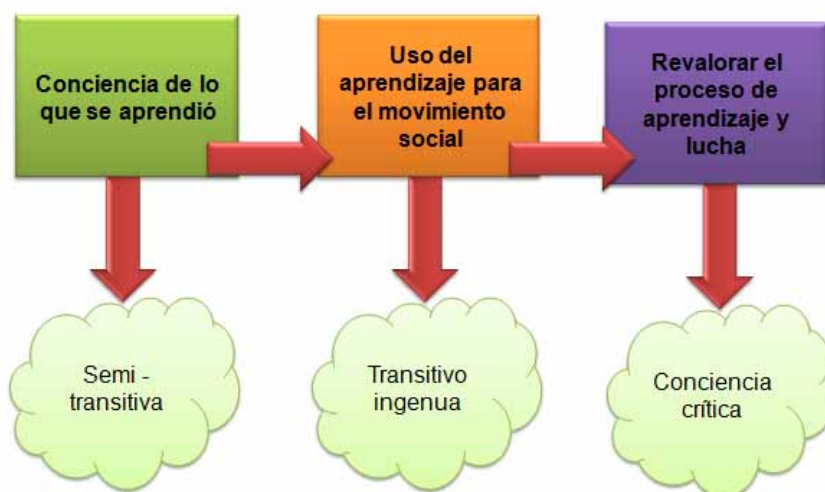 Conciencia de lo
que se aprendió
Uso del
aprendizaje para
el movimiento
social
Revalorar el
proceso de
aprendizaje y
lucha
Semi -
transitiva
Transitivo
ingenua
Conciencia
crítica